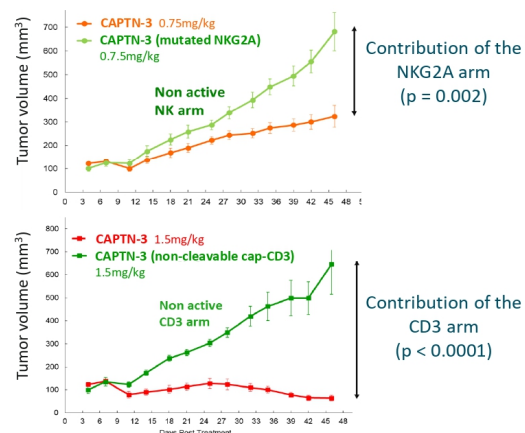 Tumor volume (mm³)
700
600
500
400
300
200
100
0
0 3 6 9 12 15 18 21 24 27 30 33 36 39 42 45 48
CAPTN-3 0.75mg/kg
CAPTN-3 (mutated NKG2A)
0.7.5mg/kg
Non active
NK arm
Contribution of the
NKG2A arm
(p = 0.002)
Tumor volume (mm³)
800
700
600
500
400
300
200
100
0
0 3 6 9 12 15 18 21 24 27 30 33 36 39 42 45 48
Days Post Treatment
CAPTN-3 1.5mg/kg
CAPTN-3 (non-cleavable cap-CD3)
1.5mg/kg
Non active
CD3 arm
Contribution of the
CD3 arm
(p < 0.0001)